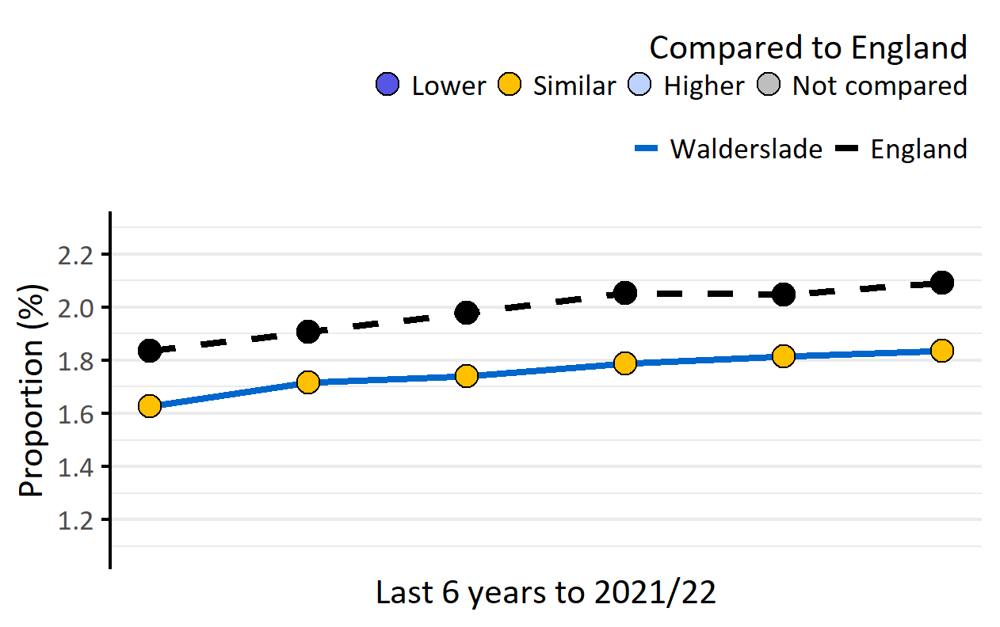 Compared to England
Lower Similar Higher Not compared
Walderslade England
2.2
2.0
1.8
1.6
1.4
1.2
Proportion (%)
Last 6 years to 2021/22